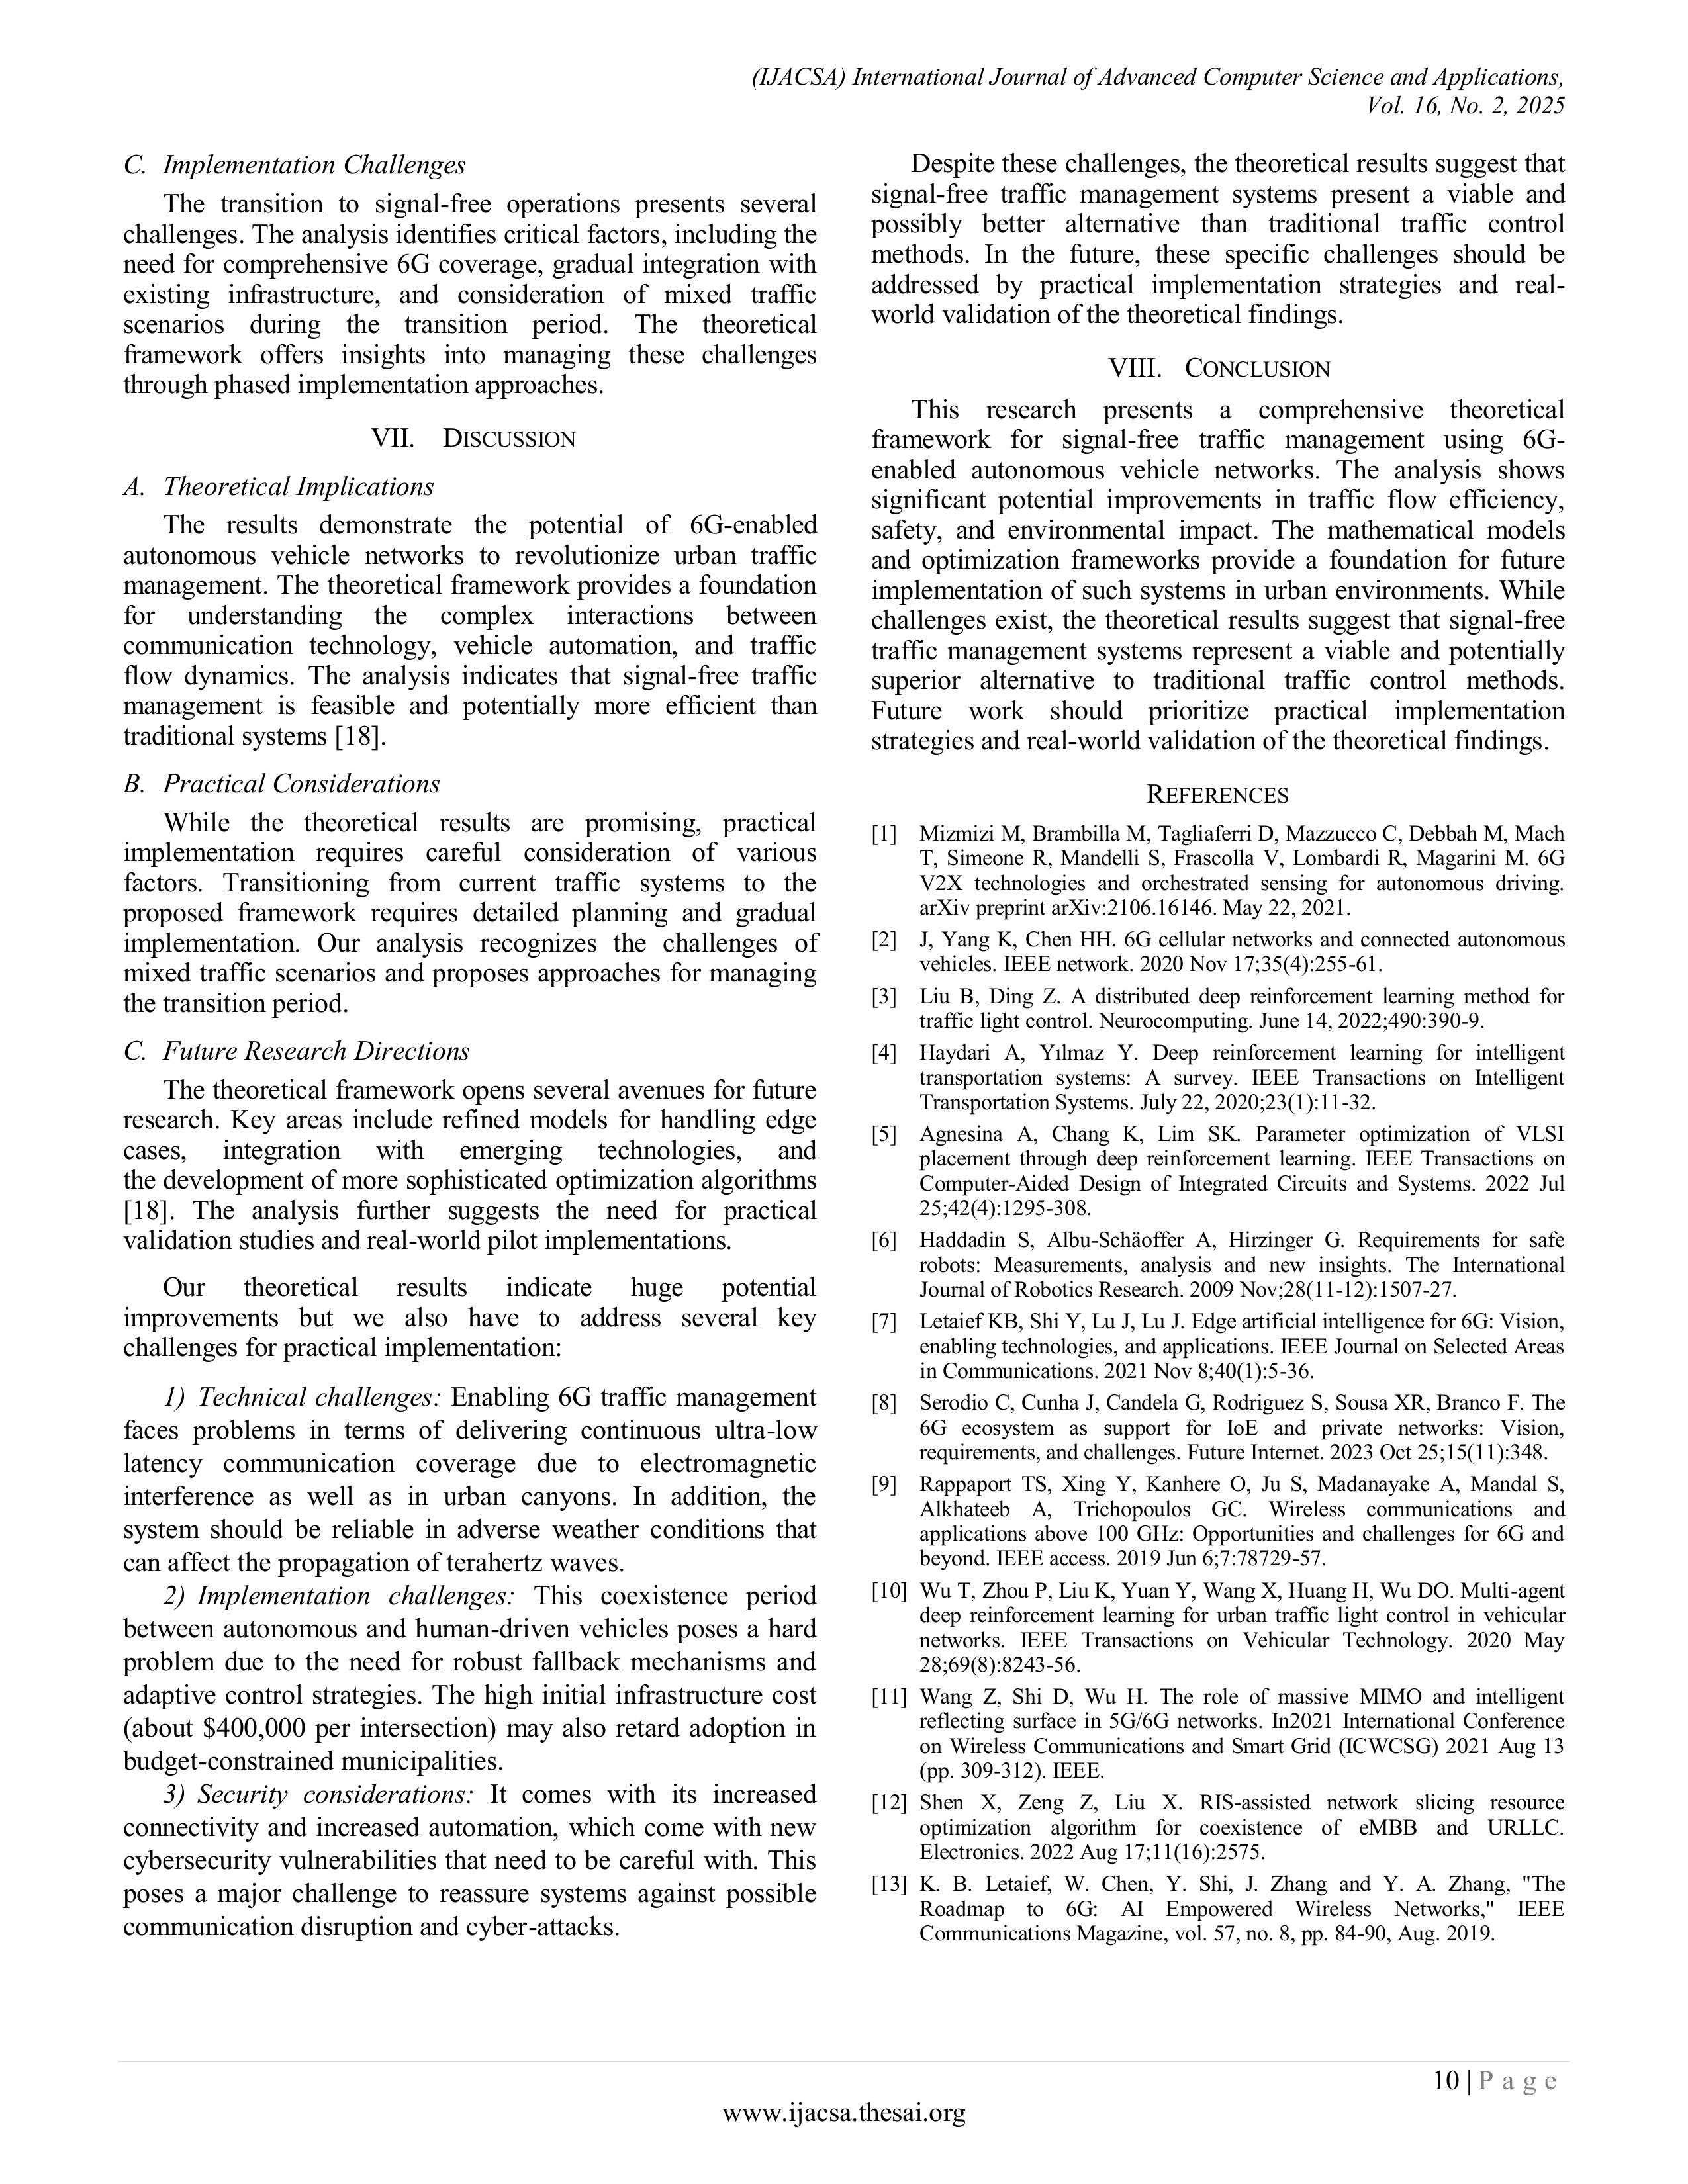 (IJACSA) International Journal of Advanced Computer Science and Applications,
Vol. 16, No. 2, 2025
C. Implementation Challenges
The transition to signal-free operations presents several
challenges. The analysis identifies critical factors, including the
need for comprehensive 6G coverage, gradual integration with
existing infrastructure, and consideration of mixed traffic
scenarios during the transition period. The theoretical
framework offers insights into managing these challenges
through phased implementation approaches.
VII. DISCUSSION
A. Theoretical Implications
The results demonstrate the potential of 6G-enabled
autonomous vehicle networks to revolutionize urban traffic
management. The theoretical framework provides a foundation
for understanding the complex interactions between
communication technology, vehicle automation, and traffic
flow dynamics. The analysis indicates that signal-free traffic
management is feasible and potentially more efficient than
traditional systems [18].
B. Practical Considerations
While the theoretical results are promising, practical
implementation requires careful consideration of various
factors. Transitioning from current traffic systems to the
proposed framework requires detailed planning and gradual
implementation. Our analysis recognizes the challenges of
mixed traffic scenarios and proposes approaches for managing
the transition period.
C. Future Research Directions
The theoretical framework opens several avenues for future
research. Key areas include refined models for handling edge
cases, integration with emerging technologies, and
the development of more sophisticated optimization algorithms
[18]. The analysis further suggests the need for practical
validation studies and real-world pilot implementations.
Our theoretical results indicate huge potential
improvements but we also have to address several key
challenges for practical implementation:
1) Technical challenges: Enabling 6G traffic management
faces problems in terms of delivering continuous ultra-low
latency communication coverage due to electromagnetic
interference as well as in urban canyons. In addition, the
system should be reliable in adverse weather conditions that
can affect the propagation of terahertz waves.
2) Implementation challenges: This coexistence period
between autonomous and human-driven vehicles poses a hard
problem due to the need for robust fallback mechanisms and
adaptive control strategies. The high initial infrastructure cost
(about $400,000 per intersection) may also retard adoption in
budget-constrained municipalities.
3) Security considerations: It comes with its increased
connectivity and increased automation, which come with new
cybersecurity vulnerabilities that need to be careful with. This
poses a major challenge to reassure systems against possible
communication disruption and cyber-attacks.
Despite these challenges, the theoretical results suggest that
signal-free traffic management systems present a viable and
possibly better alternative than traditional traffic control
methods. In the future, these specific challenges should be
addressed by practical implementation strategies and real-
world validation of the theoretical findings.
VIII. CONCLUSION
This research presents a comprehensive theoretical
framework for signal-free traffic management using 6G-
enabled autonomous vehicle networks. The analysis shows
significant potential improvements in traffic flow efficiency,
safety, and environmental impact. The mathematical models
and optimization frameworks provide a foundation for future
implementation of such systems in urban environments. While
challenges exist, the theoretical results suggest that signal-free
traffic management systems represent a viable and potentially
superior alternative to traditional traffic control methods.
Future work should prioritize practical implementation
strategies and real-world validation of the theoretical findings.
REFERENCES
[1] Mizmizi M, Brambilla M, Tagliaferri D, Mazzucco C, Debbah M, Mach
T, Simeone R, Mandelli S, Frascolla V, Lombardi R, Magarini M. 6G
V2X technologies and orchestrated sensing for autonomous driving.
arXiv preprint arXiv:2106.16146. May 22, 2021.
[2] J, Yang K, Chen HH. 6G cellular networks and connected autonomous
vehicles. IEEE network. 2020 Nov 17;35(4):255-61.
[3] Liu B, Ding Z. A distributed deep reinforcement learning method for
traffic light control. Neurocomputing. June 14, 2022;490:390-9.
[4] Haydari A, Yılmaz Y. Deep reinforcement learning for intelligent
transportation systems: A survey. IEEE Transactions on Intelligent
Transportation Systems. July 22, 2020;23(1):11-32.
[5] Agnesina A, Chang K, Lim SK. Parameter optimization of VLSI
placement through deep reinforcement learning. IEEE Transactions on
Computer-Aided Design of Integrated Circuits and Systems. 2022 Jul
25;42(4):1295-308.
[6] Haddadin S, Albu-Schäoffer A, Hirzinger G. Requirements for safe
robots: Measurements, analysis and new insights. The International
Journal of Robotics Research. 2009 Nov;28(11-12):1507-27.
[7] Letaief KB, Shi Y, Lu J, Lu J. Edge artificial intelligence for 6G: Vision,
enabling technologies, and applications. IEEE Journal on Selected Areas
in Communications. 2021 Nov 8;40(1):5-36.
[8] Serodio C, Cunha J, Candela G, Rodriguez S, Sousa XR, Branco F. The
6G ecosystem as support for IoE and private networks: Vision,
requirements, and challenges. Future Internet. 2023 Oct 25;15(11):348.
[9] Rappaport TS, Xing Y, Kanhere O, Ju S, Madanayake A, Mandal S,
Alkhateeb A, Trichopoulos GC. Wireless communications and
applications above 100 GHz: Opportunities and challenges for 6G and
beyond. IEEE access. 2019 Jun 6;7:78729-57.
[10] Wu T, Zhou P, Liu K, Yuan Y, Wang X, Huang H, Wu DO. Multi-agent
deep reinforcement learning for urban traffic light control in vehicular
networks. IEEE Transactions on Vehicular Technology. 2020 May
28;69(8):8243-56.
[11] Wang Z, Shi D, Wu H. The role of massive MIMO and intelligent
reflecting surface in 5G/6G networks. In2021 International Conference
on Wireless Communications and Smart Grid (ICWCSG) 2021 Aug 13
(pp. 309-312). IEEE.
[12] Shen X, Zeng Z, Liu X. RIS-assisted network slicing resource
optimization algorithm for coexistence of eMBB and URLLC.
Electronics. 2022 Aug 17;11(16):2575.
[13] K. B. Letaief, W. Chen, Y. Shi, J. Zhang and Y. A. Zhang, "The
Roadmap to 6G: AI Empowered Wireless Networks," IEEE
Communications Magazine, vol. 57, no. 8, pp. 84-90, Aug. 2019.
10 | P a g e
www.ijacsa.thesai.org